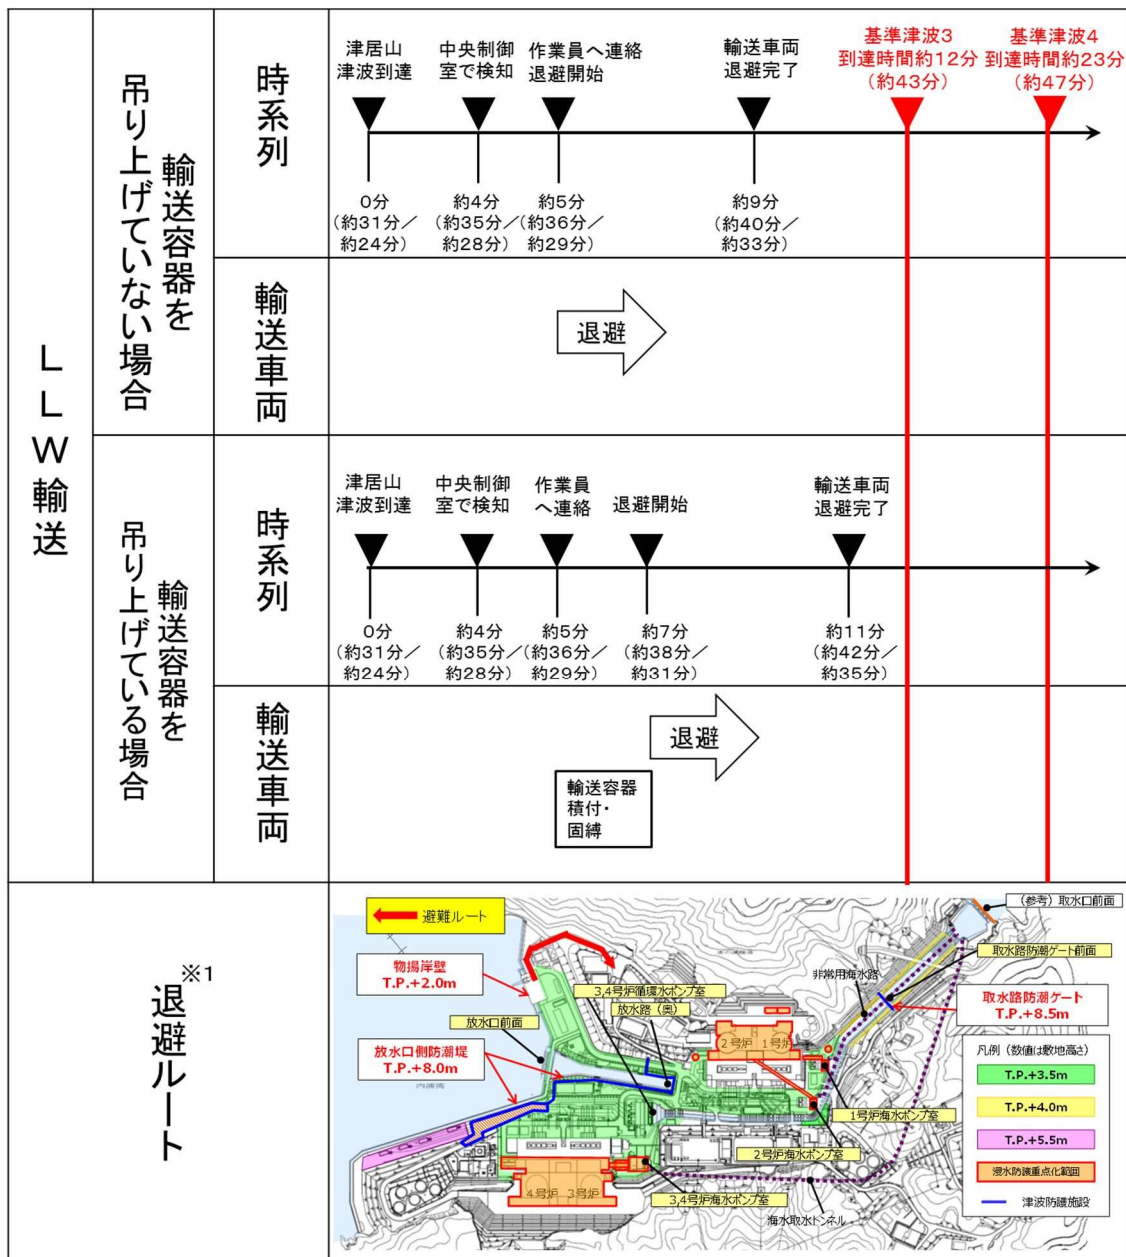 LLW輸送
輸送容器を
吊り上げていない場合
時系列
津居山
津波到達
中央制御
室で検知
作業員へ連絡
退避開始
輸送車両
退避完了
基準津波3
到達時間約12分
(約43分)
基準津波4
到達時間約23分
(約47分)
0分
(約31分/
約24分)
約4分
(約35分/
約28分)
約5分
(約36分/
約29分)
約9分
(約40分/
約33分)
輸送車両
退避
輸送容器を
吊り上げている場合
時系列
津居山
津波到達
中央制御
室で検知
作業員
へ連絡
退避開始
輸送車両
退避完了
0分
(約31分/
約24分)
約4分
(約35分/
約28分)
約5分
(約36分/
約29分)
約7分
(約38分/
約31分)
約11分
(約42分/
約35分)
輸送車両
退避
輸送容器
積付・
固縛
退避ルート※1
避難ルート
(参考)取水口前面
物揚岸壁
T.P.+2.0m
3,4号炉循環水ポンプ室
放水路(奥)
放水口前面
非常用海水路
取水路防潮ゲート前面
取水路防潮ゲート
T.P.+8.5m
放水口側防潮堤
T.P.+8.0m
内浦湾
2号炉
1号炉
凡例(数値は敷地高さ)
T.P.+3.5m
T.P.+4.0m
T.P.+5.5m
浸水防護重点化範囲
津波防護施設
1号炉海水ポンプ室
2号炉海水ポンプ室
4号炉
3号炉
3,4号炉海水ポンプ室
海水取水トンネル